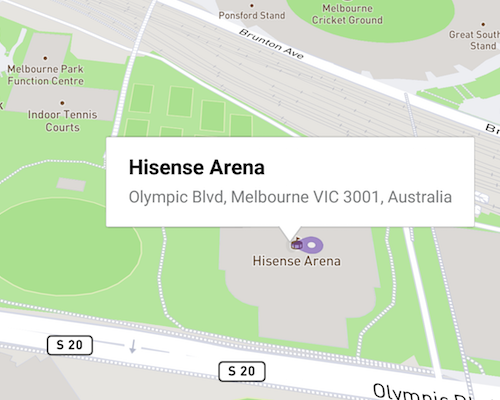 Ponsford Stand
Melbourne
Cricket Ground
Great South
Stand
Brunton Ave
Melbourne Park
Function Centre
Indoor Tennis
Courts
Hisense Arena
Olympic Blvd, Melbourne VIC 3001, Australia
Hisense Arena
S 20
S 20
Olympic